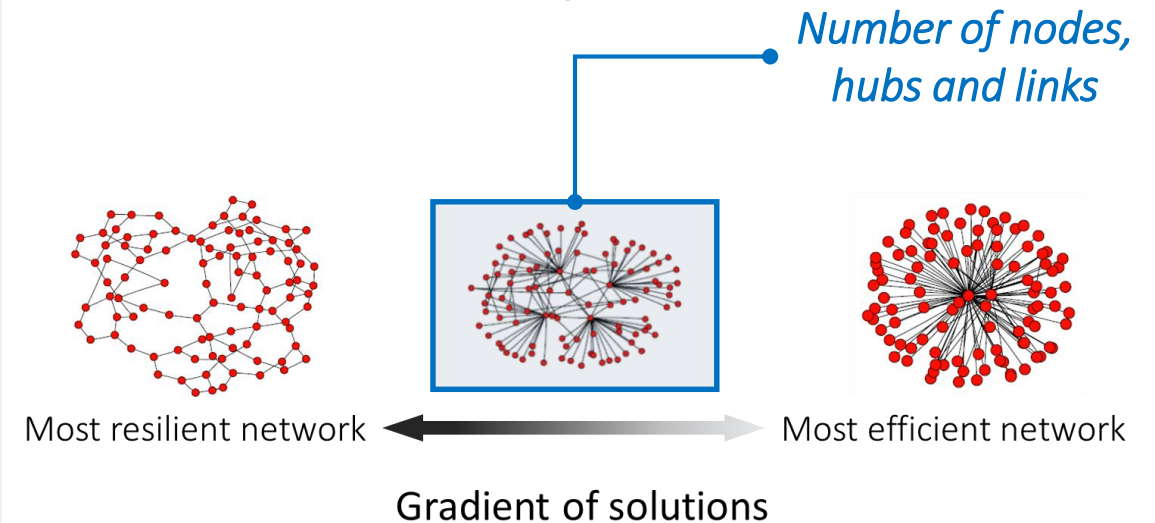 Number of nodes,
hubs and links
Most resilient network
Most efficient network
Gradient of solutions